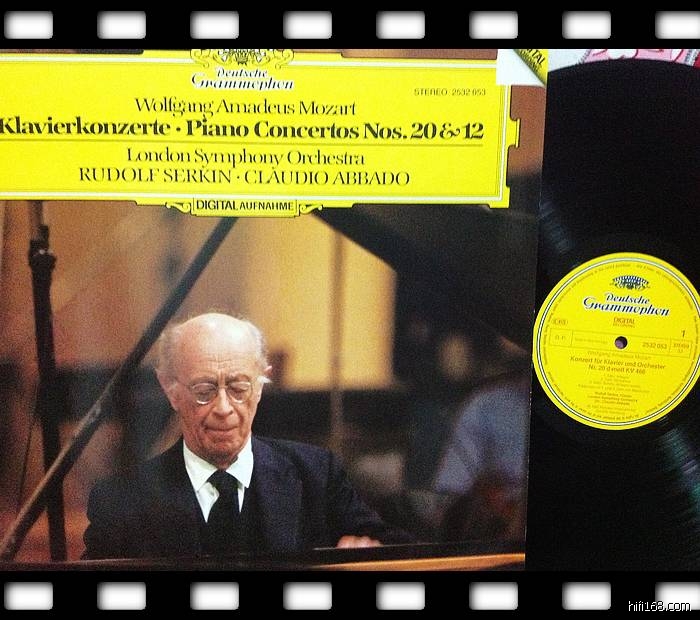 Deutsche
Grammophon
STEREO 2532 053
Wolfgang Amadeus Mozart
Klavierkonzerte · Piano Concertos Nos. 20 & 12
London Symphony Orchestra
RUDOLF SERKIN · CLAUDIO ABBADO
DIGITAL AUFNAHME
DIGITAL
Deutsche
Grammophon
DIGITAL
1
2532 053
STEREO
Wolfgang Amadeus Mozart
Konzert für Klavier und Orchester
Nr. 20 d-moll KV 466
Rudolf Serkin
London Symphony Orchestra
hifi168.com